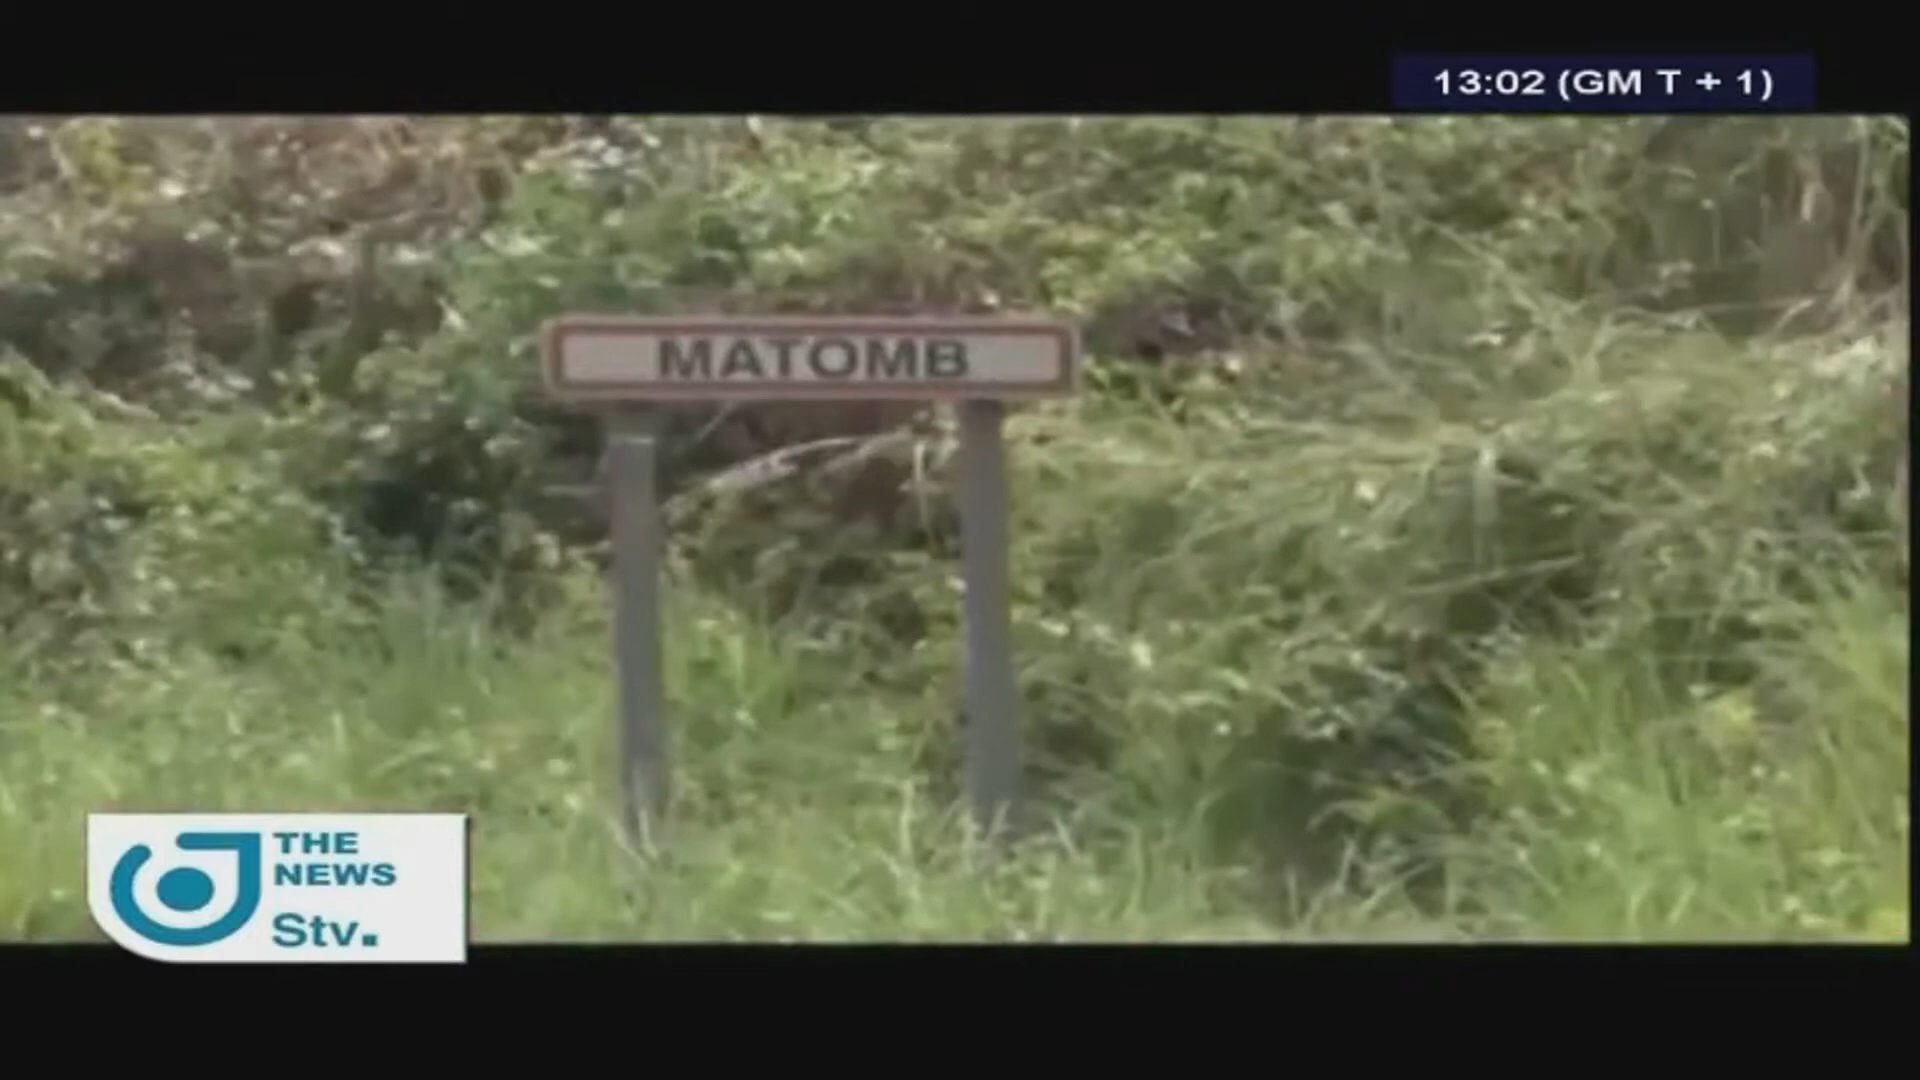 13:02 (GM T + 1)
MATOMB
THE
NEWS
Stv.